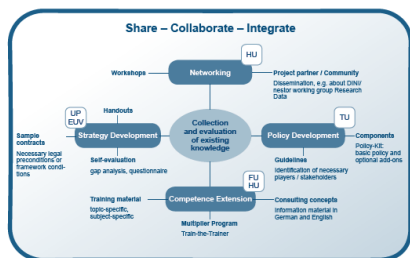 Share – Collaborate – Integrate
HU
Networking
Workshops
Project partner / Community
Dissemination, e.g. about DINI/
nestor working group Research
Data
Handouts
UP
EUV
Strategy Development
Collection
and evaluation
of existing
knowledge
TU
Policy Development
Sample
contracts
Necessary legal
preconditions or
framework condi-
tions
Components
Policy-Kit:
basic policy and
optional add-ons
Self-evaluation
gap analysis, questionnaire
Guidelines
Identification of necessary
players / stakeholders
FU
HU
Training material
topic-specific,
subject-specific
Competence Extension
Consulting concepts
Information material in
German and English
Multiplier Program
Train-the-Trainer